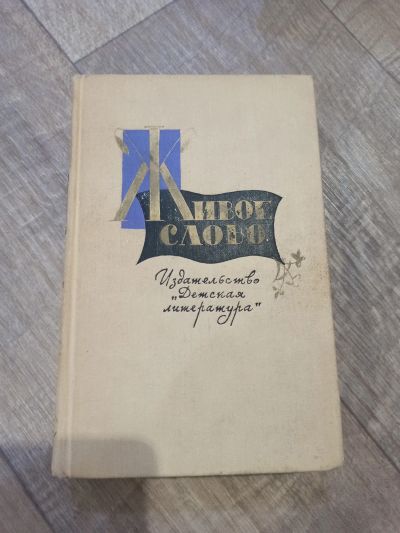 Живое
слово
Издательство
„Детская
литература"